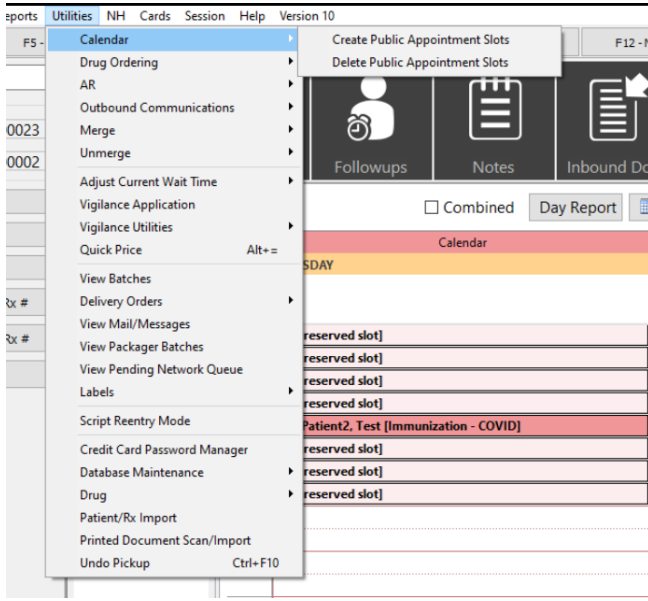 eports Utilities NH Cards Session Help Version 10
F5 - Calendar Create Public Appointment Slots F12 - N
Drug Ordering Delete Public Appointment Slots
AR
Outbound Communications
00023 Merge
Unmerge
0002
Followups Notes Inbound Do
Adjust Current Wait Time
Vigilance Application
Combined Day Report
Vigilance Utilities
Quick Price Alt+=
Calendar
SDAY
View Batches
Rx # Delivery Orders
View Mail/Messages
Rx # reserved slot]
View Packager Batches
reserved slot]
View Pending Network Queue
reserved slot]
Labels
reserved slot]
Script Reentry Mode
Patient2, Test [Immunization - COVID]
Credit Card Password Manager
reserved slot]
Database Maintenance
reserved slot]
Drug
reserved slot]
Patient/Rx Import
Printed Document Scan/Import
Undo Pickup Ctrl+F10